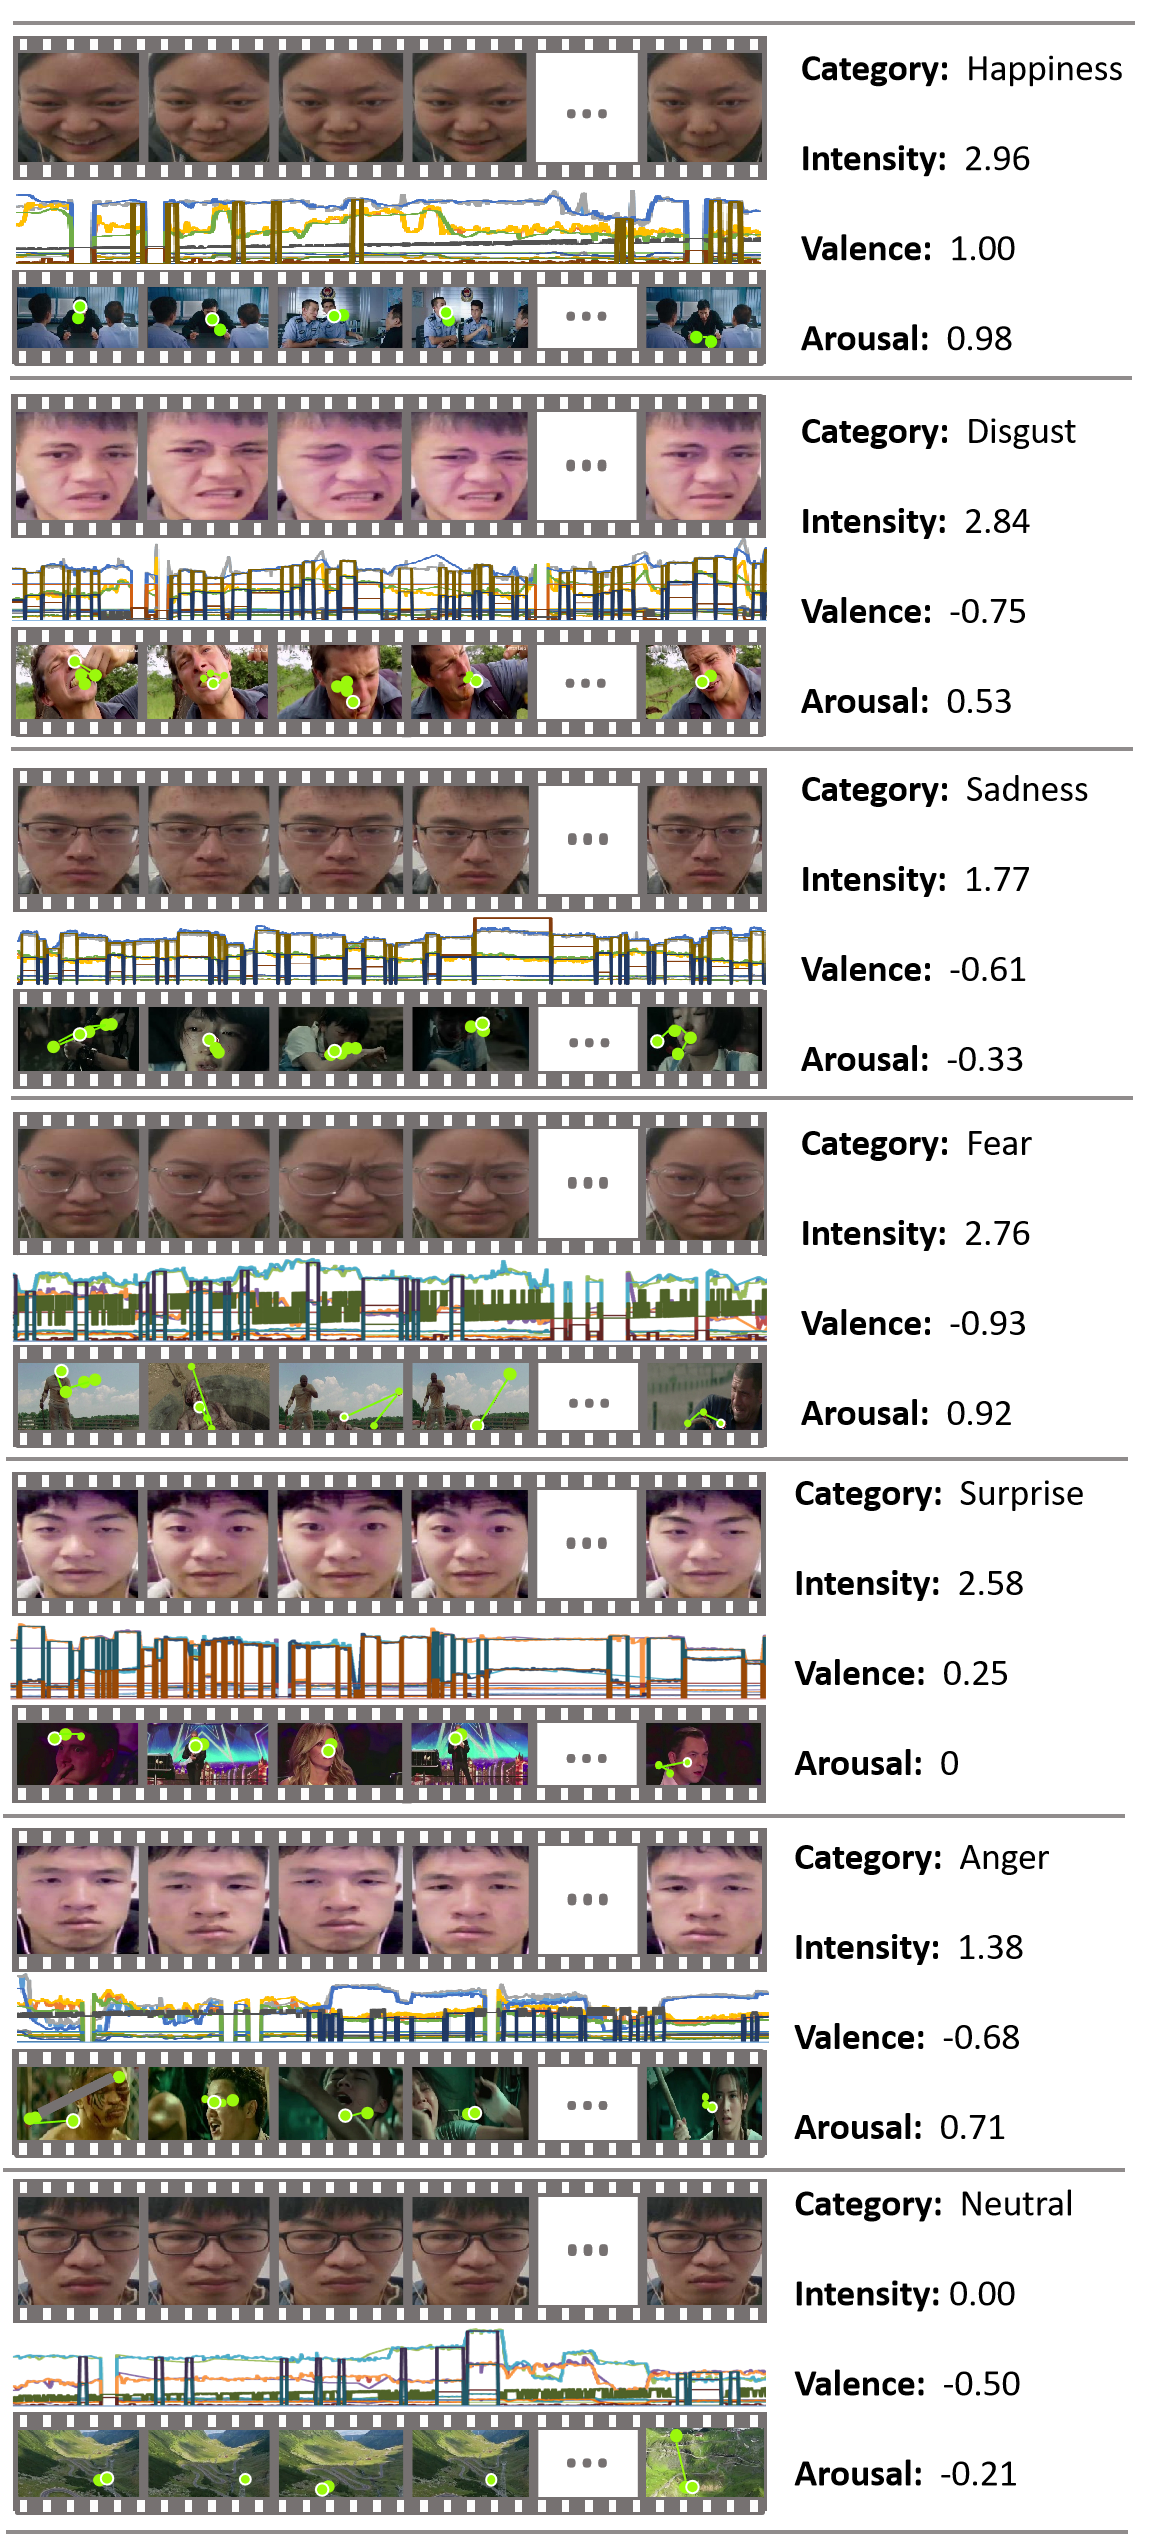 Category: Happiness
Intensity: 2.96
Valence: 1.00
Arousal: 0.98
Category: Disgust
Intensity: 2.84
Valence: -0.75
Arousal: 0.53
Category: Sadness
Intensity: 1.77
Valence: -0.61
Arousal: -0.33
Category: Fear
Intensity: 2.76
Valence: -0.93
Arousal: 0.92
Category: Surprise
Intensity: 2.58
Valence: 0.25
Arousal: 0
Category: Anger
Intensity: 1.38
Valence: -0.68
Arousal: 0.71
Category: Neutral
Intensity: 0.00
Valence: -0.50
Arousal: -0.21